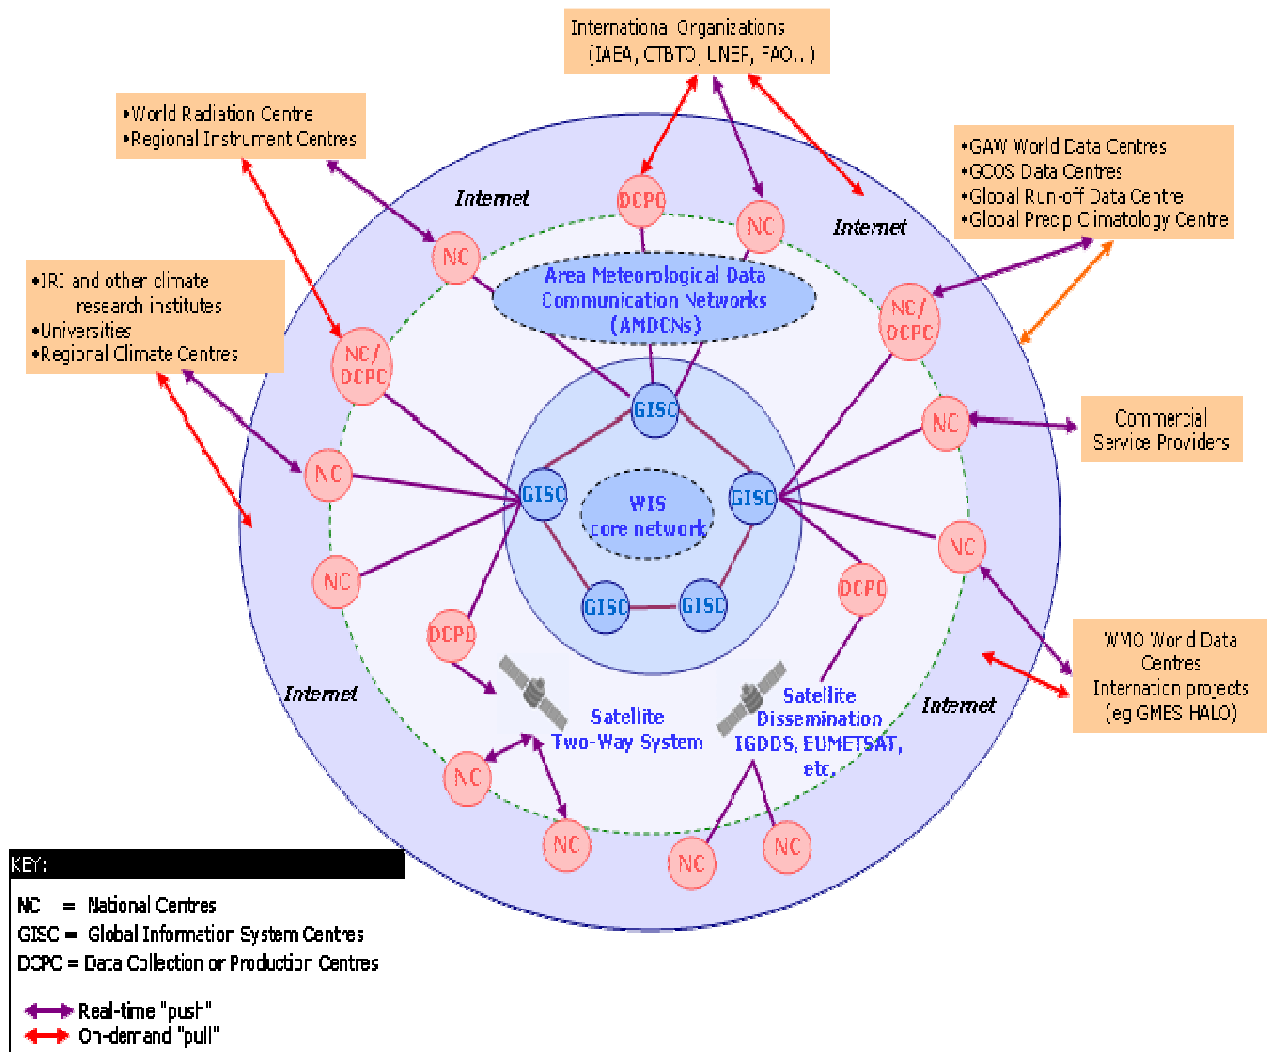 International Organizations
(IAEA, CTBTO, UNEP, FAO...)
•World Radiation Centre
•Regional Instrument Centres
•GAW World Data Centres
•GCOS Data Centres
•Global Run-off Data Centre
•Global Precip Climatology Centre
Internet
Internet
DCPC
NC
NC
Area Meteorological Data
Communication Networks
(AMDCNs)
•IRI and other climate
research institutes
•Universities
•Regional Climate Centres
NC/
DCPC
NC/
DCPC
GISC
NC
Commercial
Service Providers
NC
GISC
GISC
WIS
core network
NC
NC
DCPC
GISC
GISC
DCPC
WMO World Data
Centres
Internation projects
(eg GMES HALO)
Internet
Internet
Satellite
Two-Way System
Satellite
Dissemination
IGDDS, EUMETSAT,
etc.
NC
NC
NC
NC
KEY:
NC = National Centres
GISC = Global Information System Centres
DCPC = Data Collection or Production Centres
Real-time "push"
On-demand "pull"